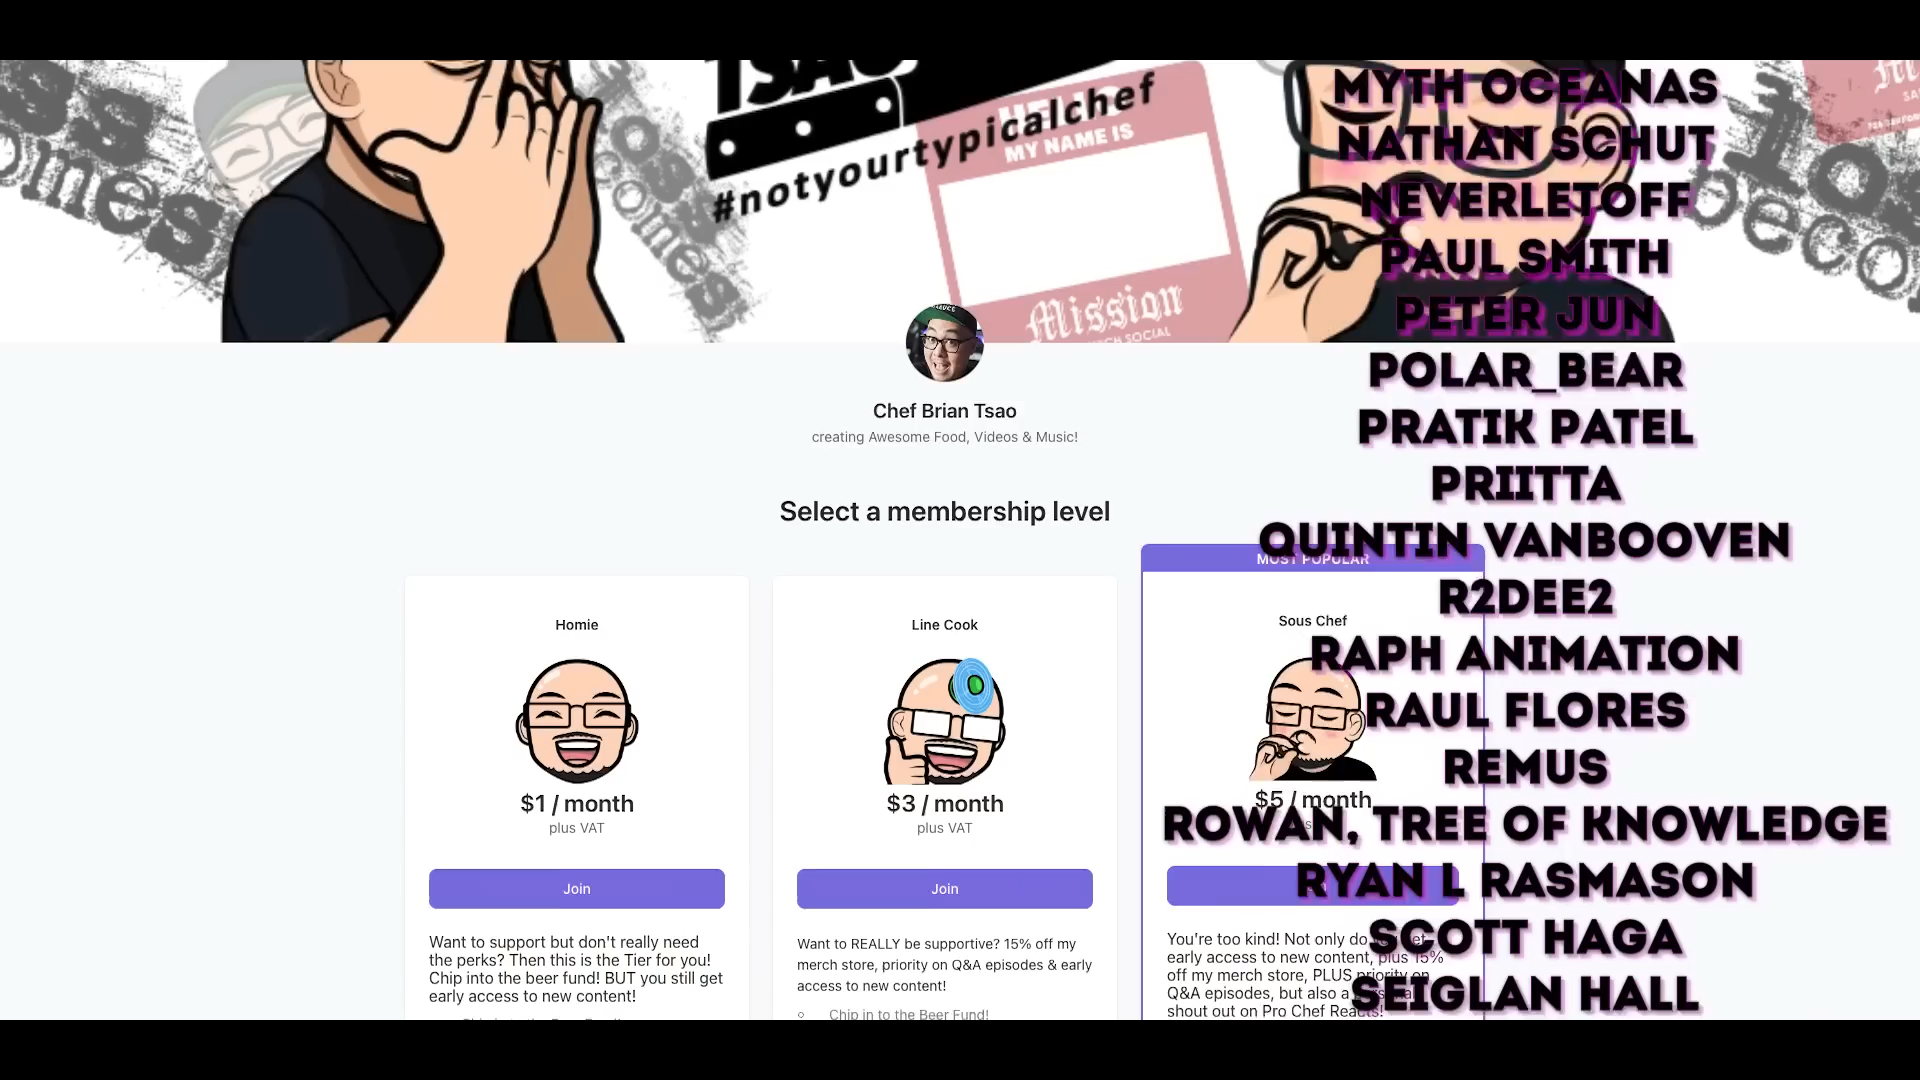 TSAO
#notyourtypicalchef
HELLO
MY NAME IS
Mission
comes
becom
Chef Brian Tsao
creating Awesome Food, Videos & Music!
Select a membership level
Homie
$1 / month
plus VAT
Join
Want to support but don't really need
the perks? Then this is the Tier for you!
Chip into the beer fund! BUT you still get
early access to new content!
Line Cook
$3 / month
plus VAT
Join
Want to REALLY be supportive? 15% off my
merch store, priority on Q&A episodes & early
access to new content!
Chip in to the Beer Fund!
MOST POPULAR
Sous Chef
$5 / month
You're too kind! Not only do you get
early access to new content, plus 15%
off my merch store, PLUS priority on
Q&A episodes, but also a personal
shout out on Pro Chef Reacts!
MYTH OCEANAS
NATHAN SCHUT
NEVERLETOFF
PAUL SMITH
PETER JUN
POLAR_BEAR
PRATIK PATEL
PRIITTA
QUINTIN VANBOOVEN
R2DEE2
RAPH ANIMATION
RAUL FLORES
REMUS
ROWAN, TREE OF KNOWLEDGE
RYAN L RASMASON
SCOTT HAGA
SEIGLAN HALL